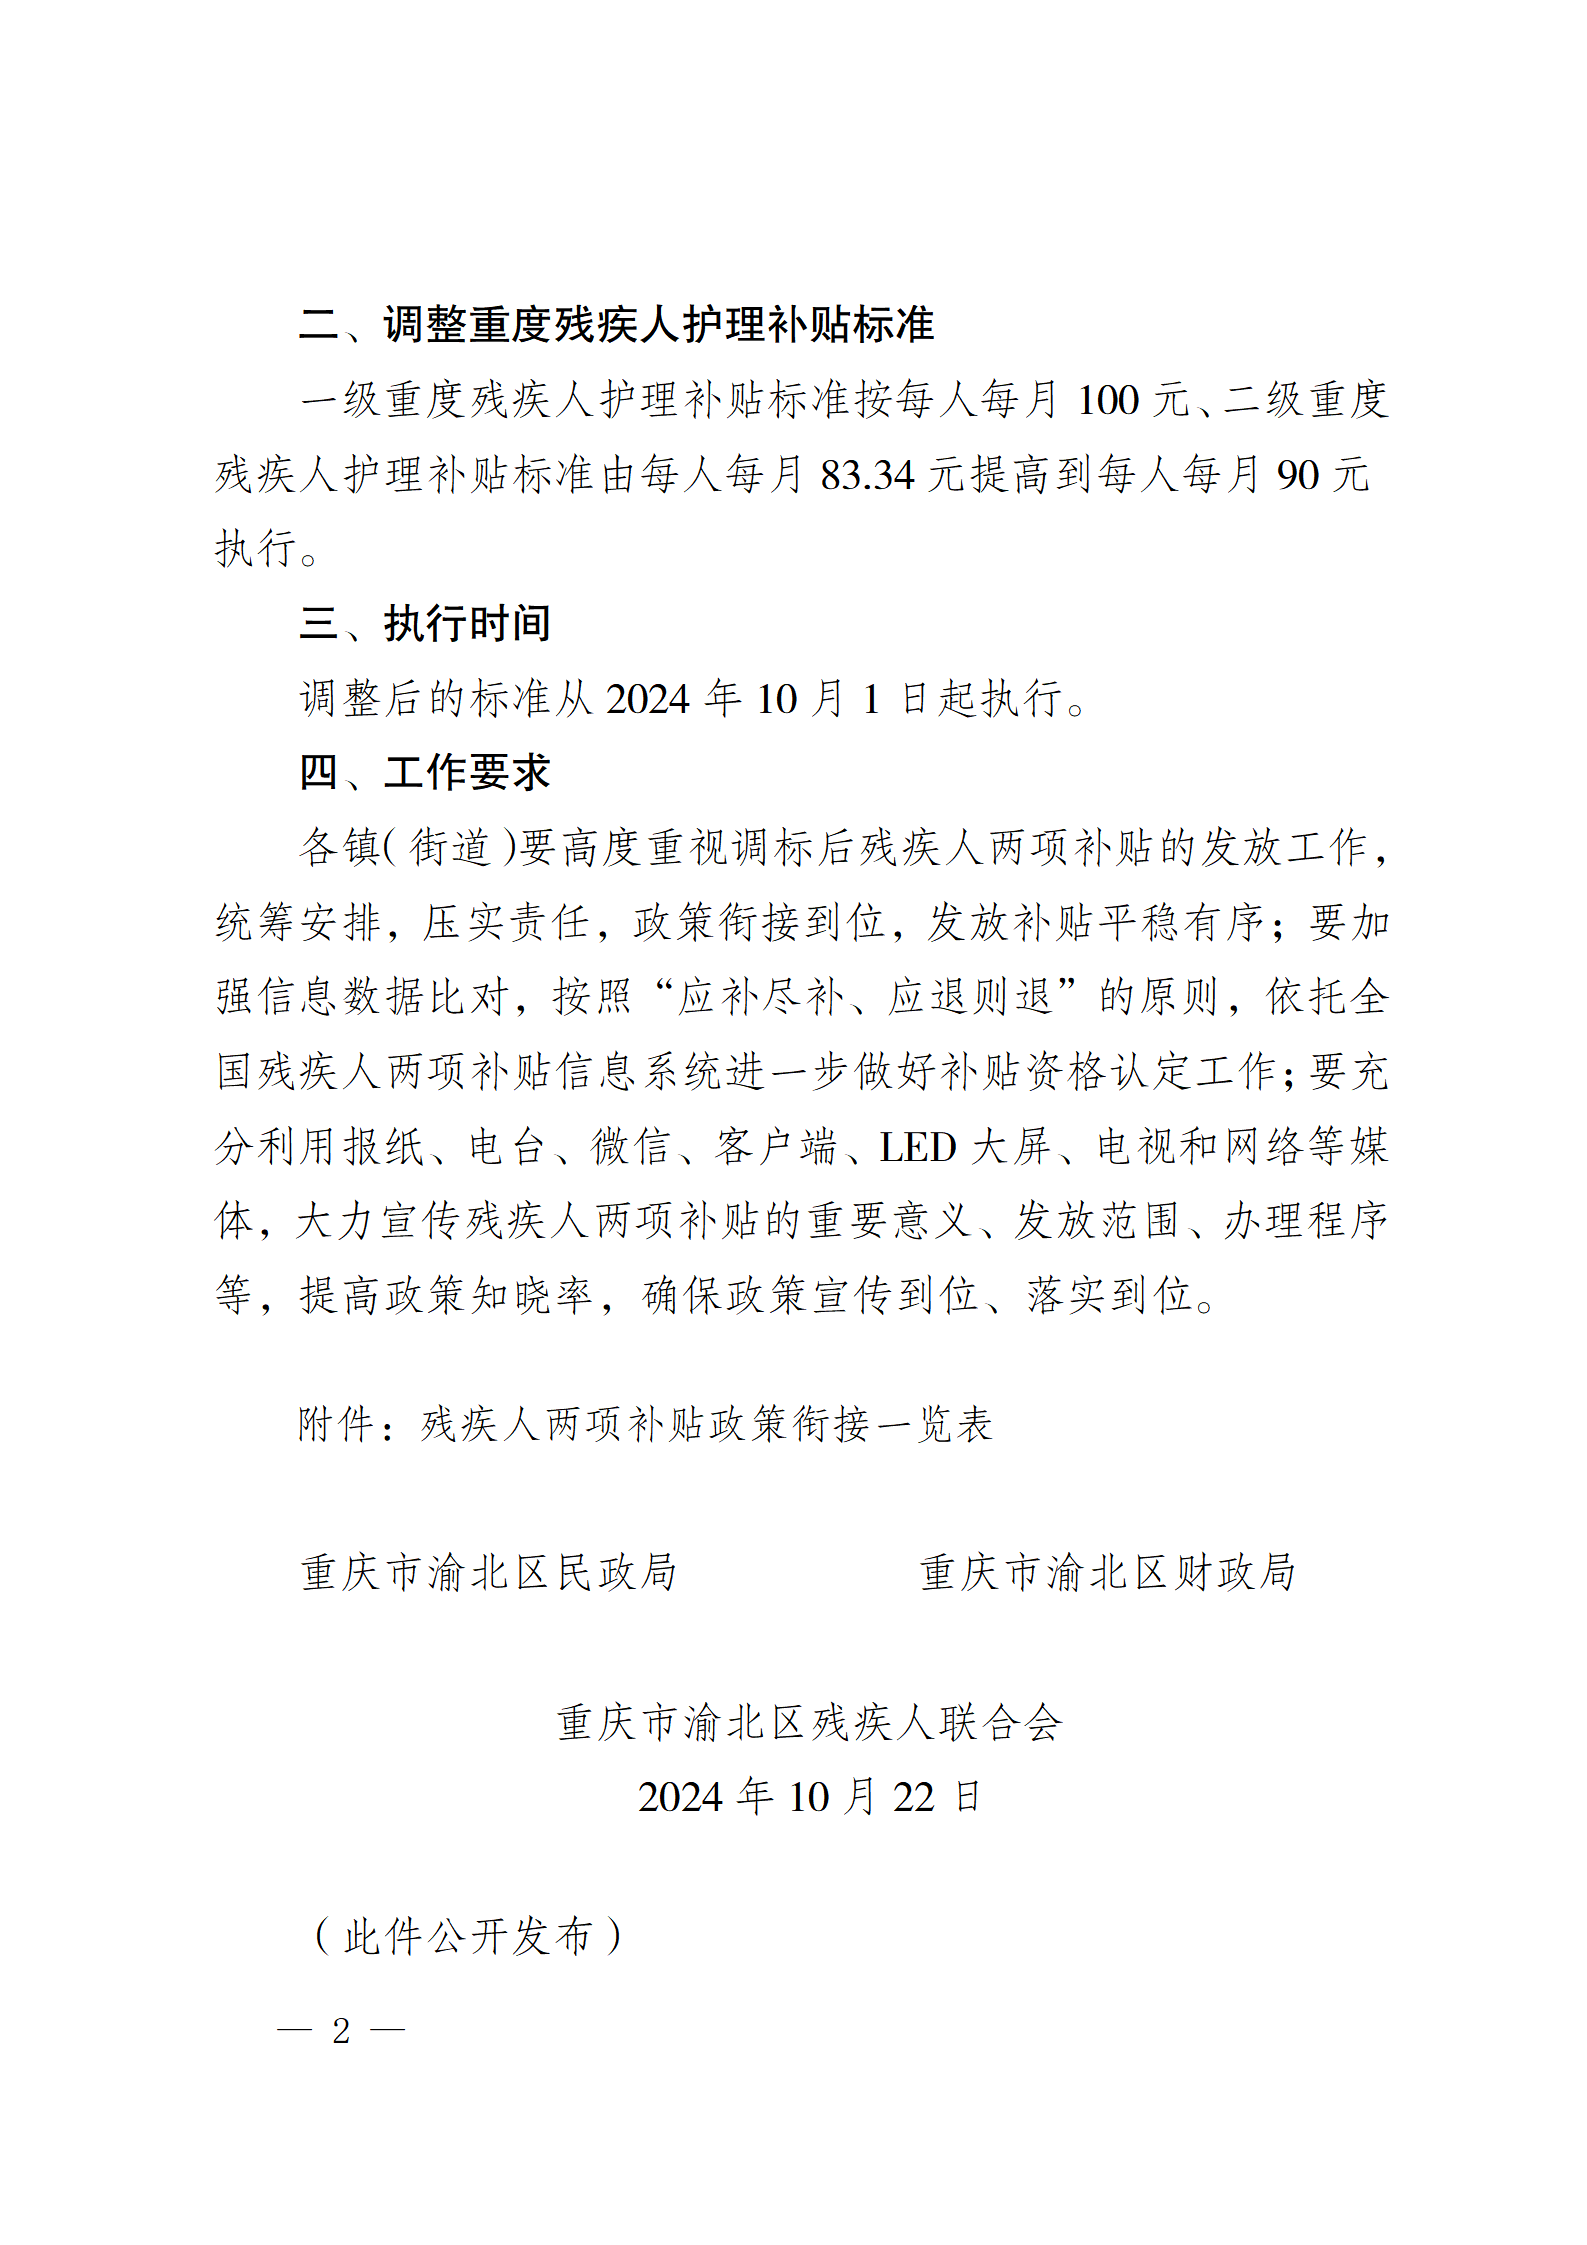 二、调整重度残疾人护理补贴标准
一级重度残疾人护理补贴标准按每人每月 100 元、二级重度
残疾人护理补贴标准由每人每月 83.34 元提高到每人每月 90 元
执行。
三、执行时间
调整后的标准从 2024 年 10 月 1 日起执行。
四、工作要求
各镇( 街道 )要高度重视调标后残疾人两项补贴的发放工作，
统筹安排，压实责任，政策衔接到位，发放补贴平稳有序；要加
强信息数据比对，按照“应补尽补、应退则退”的原则，依托全
国残疾人两项补贴信息系统进一步做好补贴资格认定工作；要充
分利用报纸、电台、微信、客户端、LED 大屏、电视和网络等媒
体，大力宣传残疾人两项补贴的重要意义、发放范围、办理程序
等，提高政策知晓率，确保政策宣传到位、落实到位。
附件：残疾人两项补贴政策衔接一览表
重庆市渝北区民政局 重庆市渝北区财政局
重庆市渝北区残疾人联合会
2024 年 10 月 22 日
（此件公开发布）
— 2 —